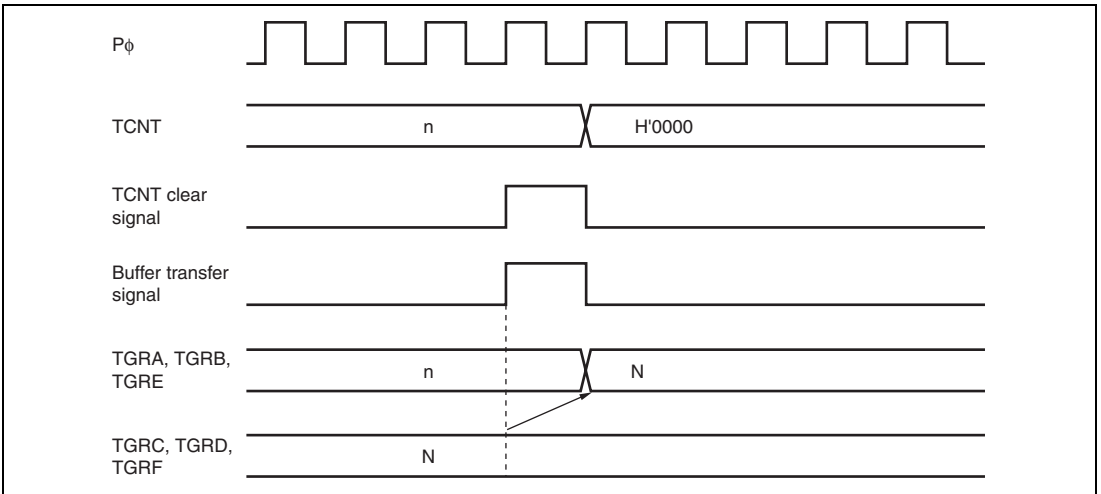 Pϕ
TCNT
n
H'0000
TCNT clear
signal
Buffer transfer
signal
TGRA, TGRB,
TGRE
n
N
TGRC, TGRD,
TGRF
N